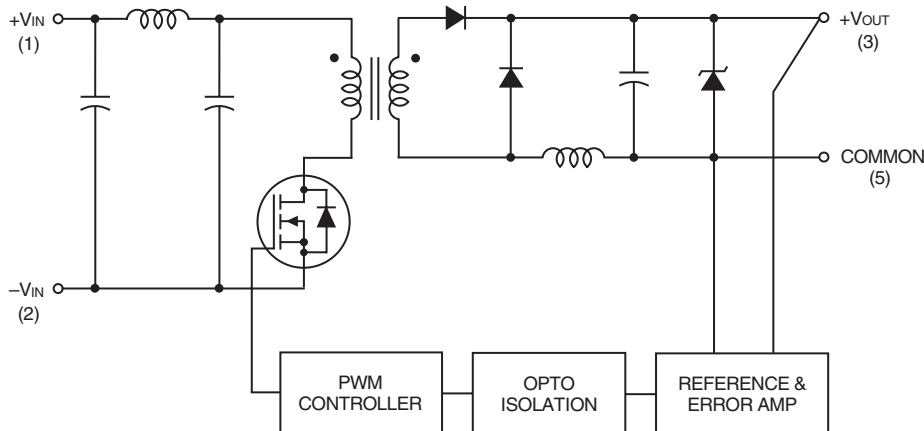 +VIN
(1)
+VOUT
(3)
COMMON
(5)
–VIN
(2)
PWM
CONTROLLER
OPTO
ISOLATION
REFERENCE &
ERROR AMP